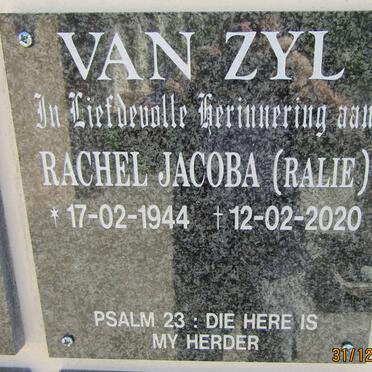 VAN ZYL
In Liefdevolle Herinnering aan
RACHEL JACOBA (RALIE)
* 17-02-1944 † 12-02-2020
PSALM 23 : DIE HERE IS
MY HERDER
31/12